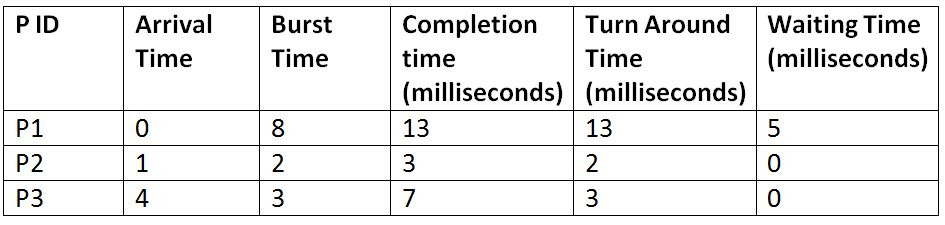 P ID Arrival Time Burst Time Completion time (milliseconds) Turn Around Time (milliseconds) Waiting Time (milliseconds)
P1 0 8 13 13 5
P2 1 2 3 2 0
P3 4 3 7 3 0